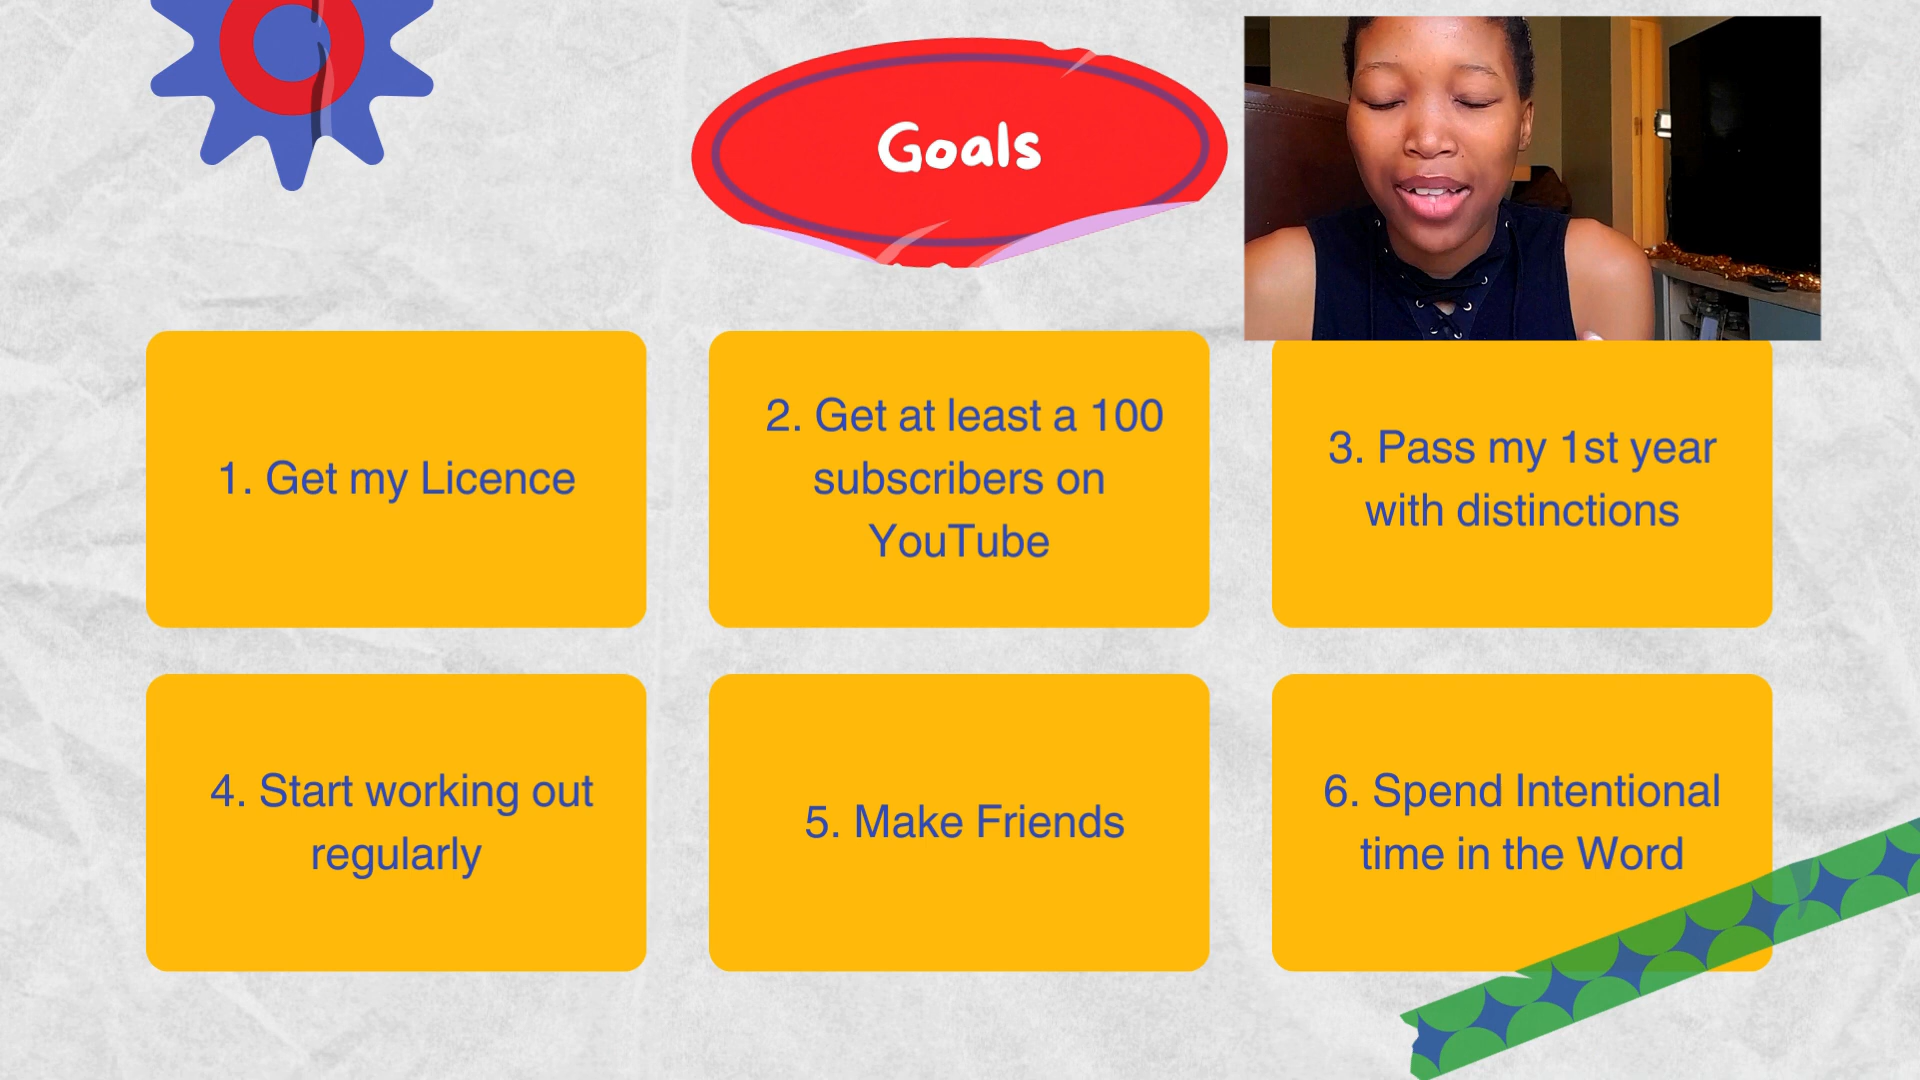 Goals
1. Get my Licence
2. Get at least a 100
subscribers on
YouTube
3. Pass my 1st year
with distinctions
4. Start working out
regularly
5. Make Friends
6. Spend Intentional
time in the Word